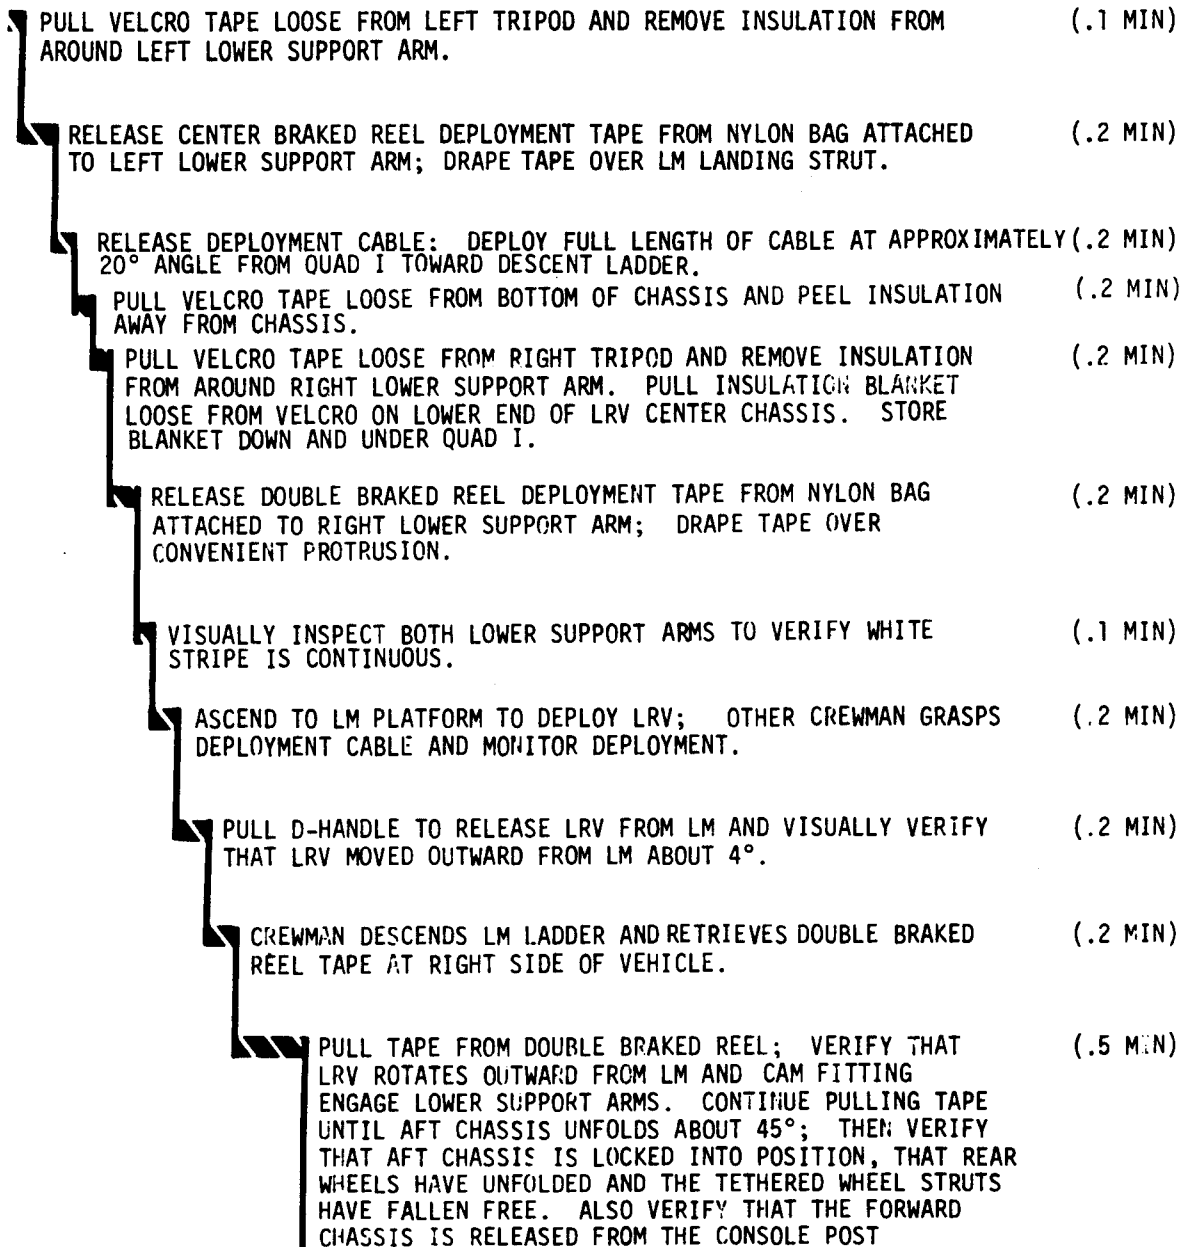 PULL VELCRO TAPE LOOSE FROM LEFT TRIPOD AND REMOVE INSULATION FROM (.1 MIN)
AROUND LEFT LOWER SUPPORT ARM.
RELEASE CENTER BRAKED REEL DEPLOYMENT TAPE FROM NYLON BAG ATTACHED (.2 MIN)
TO LEFT LOWER SUPPORT ARM; DRAPE TAPE OVER LM LANDING STRUT.
RELEASE DEPLOYMENT CABLE: DEPLOY FULL LENGTH OF CABLE AT APPROXIMATELY (.2 MIN)
20° ANGLE FROM QUAD I TOWARD DESCENT LADDER.
PULL VELCRO TAPE LOOSE FROM BOTTOM OF CHASSIS AND PEEL INSULATION (.2 MIN)
AWAY FROM CHASSIS.
PULL VELCRO TAPE LOOSE FROM RIGHT TRIPOD AND REMOVE INSULATION (.2 MIN)
FROM AROUND RIGHT LOWER SUPPORT ARM. PULL INSULATION BLANKET
LOOSE FROM VELCRO ON LOWER END OF LRV CENTER CHASSIS. STORE
BLANKET DOWN AND UNDER QUAD I.
RELEASE DOUBLE BRAKED REEL DEPLOYMENT TAPE FROM NYLON BAG (.2 MIN)
ATTACHED TO RIGHT LOWER SUPPORT ARM; DRAPE TAPE OVER
CONVENIENT PROTRUSION.
VISUALLY INSPECT BOTH LOWER SUPPORT ARMS TO VERIFY WHITE (.1 MIN)
STRIPE IS CONTINUOUS.
ASCEND TO LM PLATFORM TO DEPLOY LRV; OTHER CREWMAN GRASPS (.2 MIN)
DEPLOYMENT CABLE AND MONITOR DEPLOYMENT.
PULL D-HANDLE TO RELEASE LRV FROM LM AND VISUALLY VERIFY (.2 MIN)
THAT LRV MOVED OUTWARD FROM LM ABOUT 4°.
CREWMAN DESCENDS LM LADDER AND RETRIEVES DOUBLE BRAKED (.2 MIN)
REEL TAPE AT RIGHT SIDE OF VEHICLE.
PULL TAPE FROM DOUBLE BRAKED REEL; VERIFY THAT (.5 MIN)
LRV ROTATES OUTWARD FROM LM AND CAM FITTING
ENGAGE LOWER SUPPORT ARMS. CONTINUE PULLING TAPE
UNTIL AFT CHASSIS UNFOLDS ABOUT 45°; THEN VERIFY
THAT AFT CHASSIS IS LOCKED INTO POSITION, THAT REAR
WHEELS HAVE UNFOLDED AND THE TETHERED WHEEL STRUTS
HAVE FALLEN FREE. ALSO VERIFY THAT THE FORWARD
CHASSIS IS RELEASED FROM THE CONSOLE POST